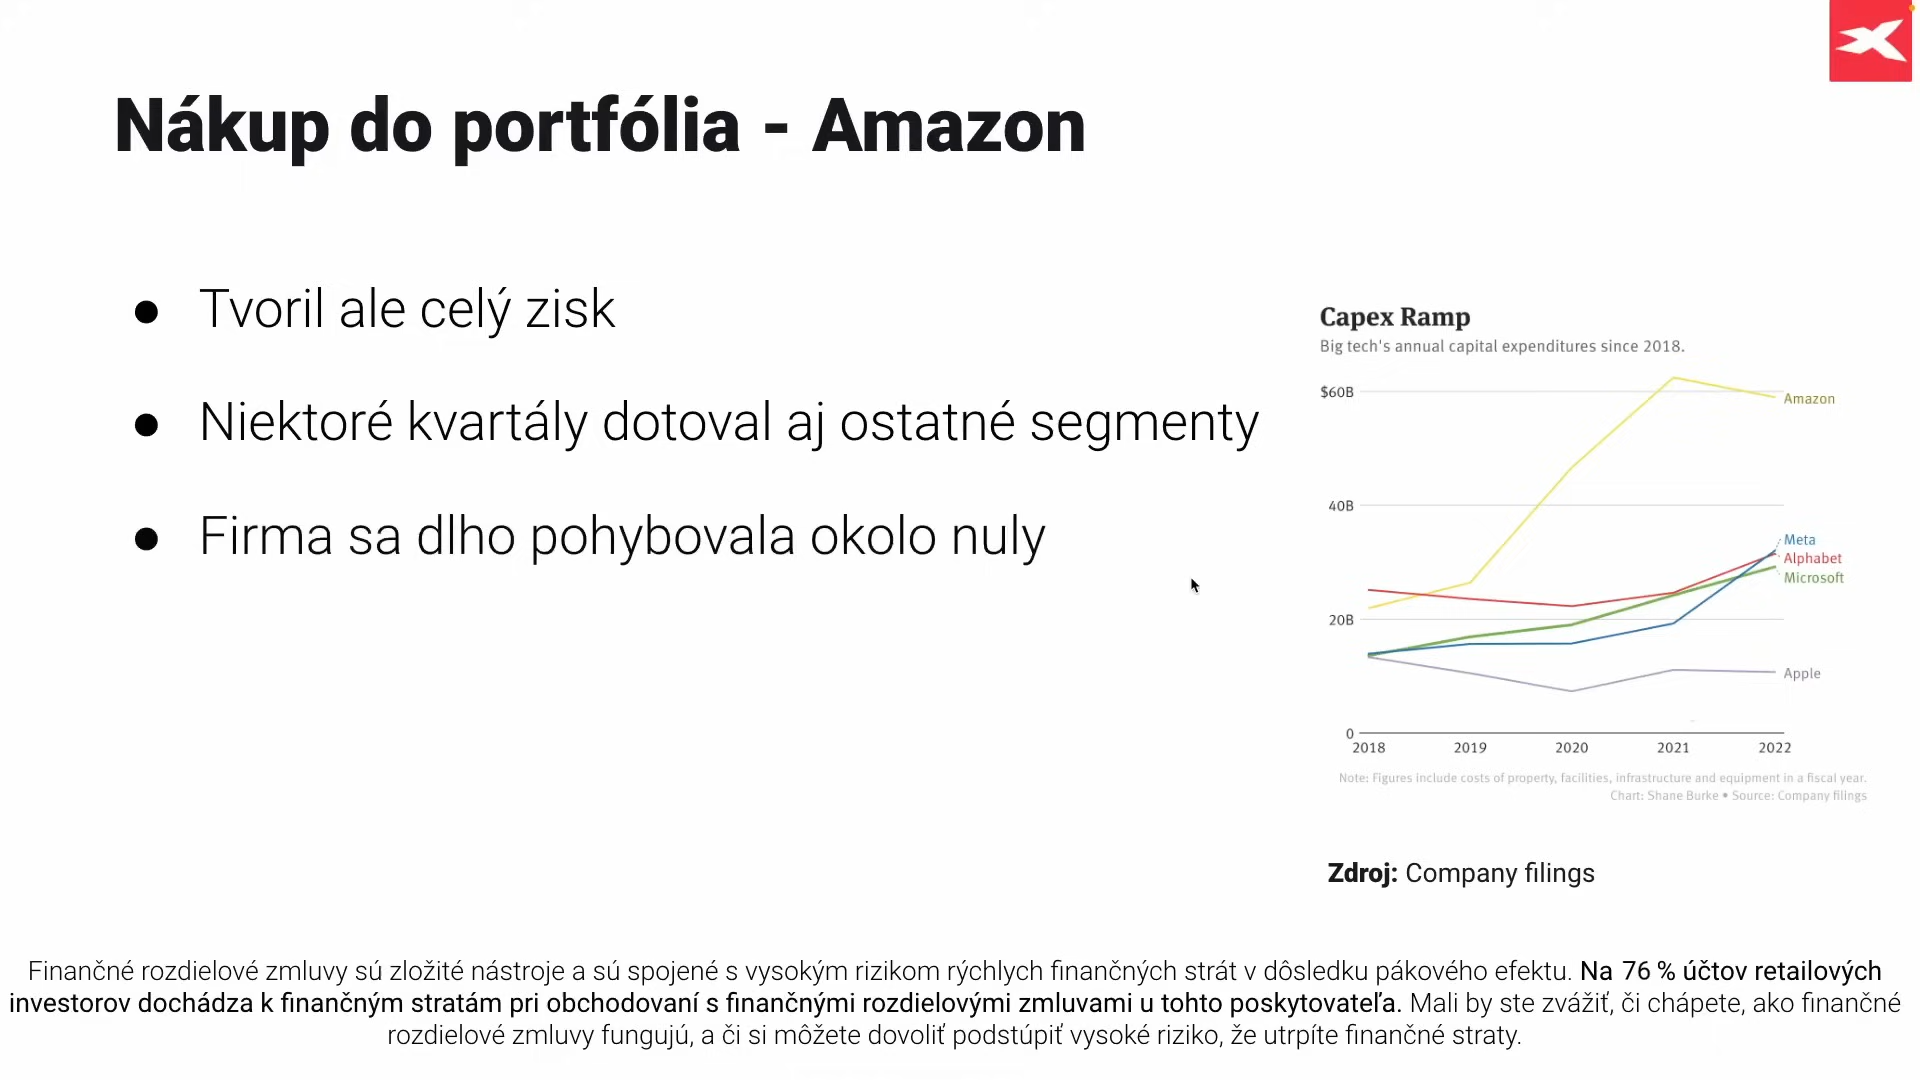 Nákup do portfólia - Amazon
● Tvoril ale celý zisk
● Niektoré kvartály dotoval aj ostatné segmenty
● Firma sa dlho pohybovala okolo nuly
Capex Ramp
Big tech's annual capital expenditures since 2018.
$60B
Amazon
40B
Meta
Alphabet
Microsoft
20B
Apple
0
2018 2019 2020 2021 2022
Note: Figures include costs of property, facilities, infrastructure and equipment in a fiscal year.
Chart: Shane Burke • Source: Company filings
Zdroj: Company filings
Finančné rozdielové zmluvy sú zložité nástroje a sú spojené s vysokým rizikom rýchlych finančných strát v dôsledku pákového efektu. Na 76 % účtov retailových
investorov dochádza k finančným stratám pri obchodovaní s finančnými rozdielovými zmluvami u tohto poskytovateľa. Mali by ste zvážiť, či chápete, ako finančné
rozdielové zmluvy fungujú, a či si môžete dovoliť podstúpiť vysoké riziko, že utrpíte finančné straty.